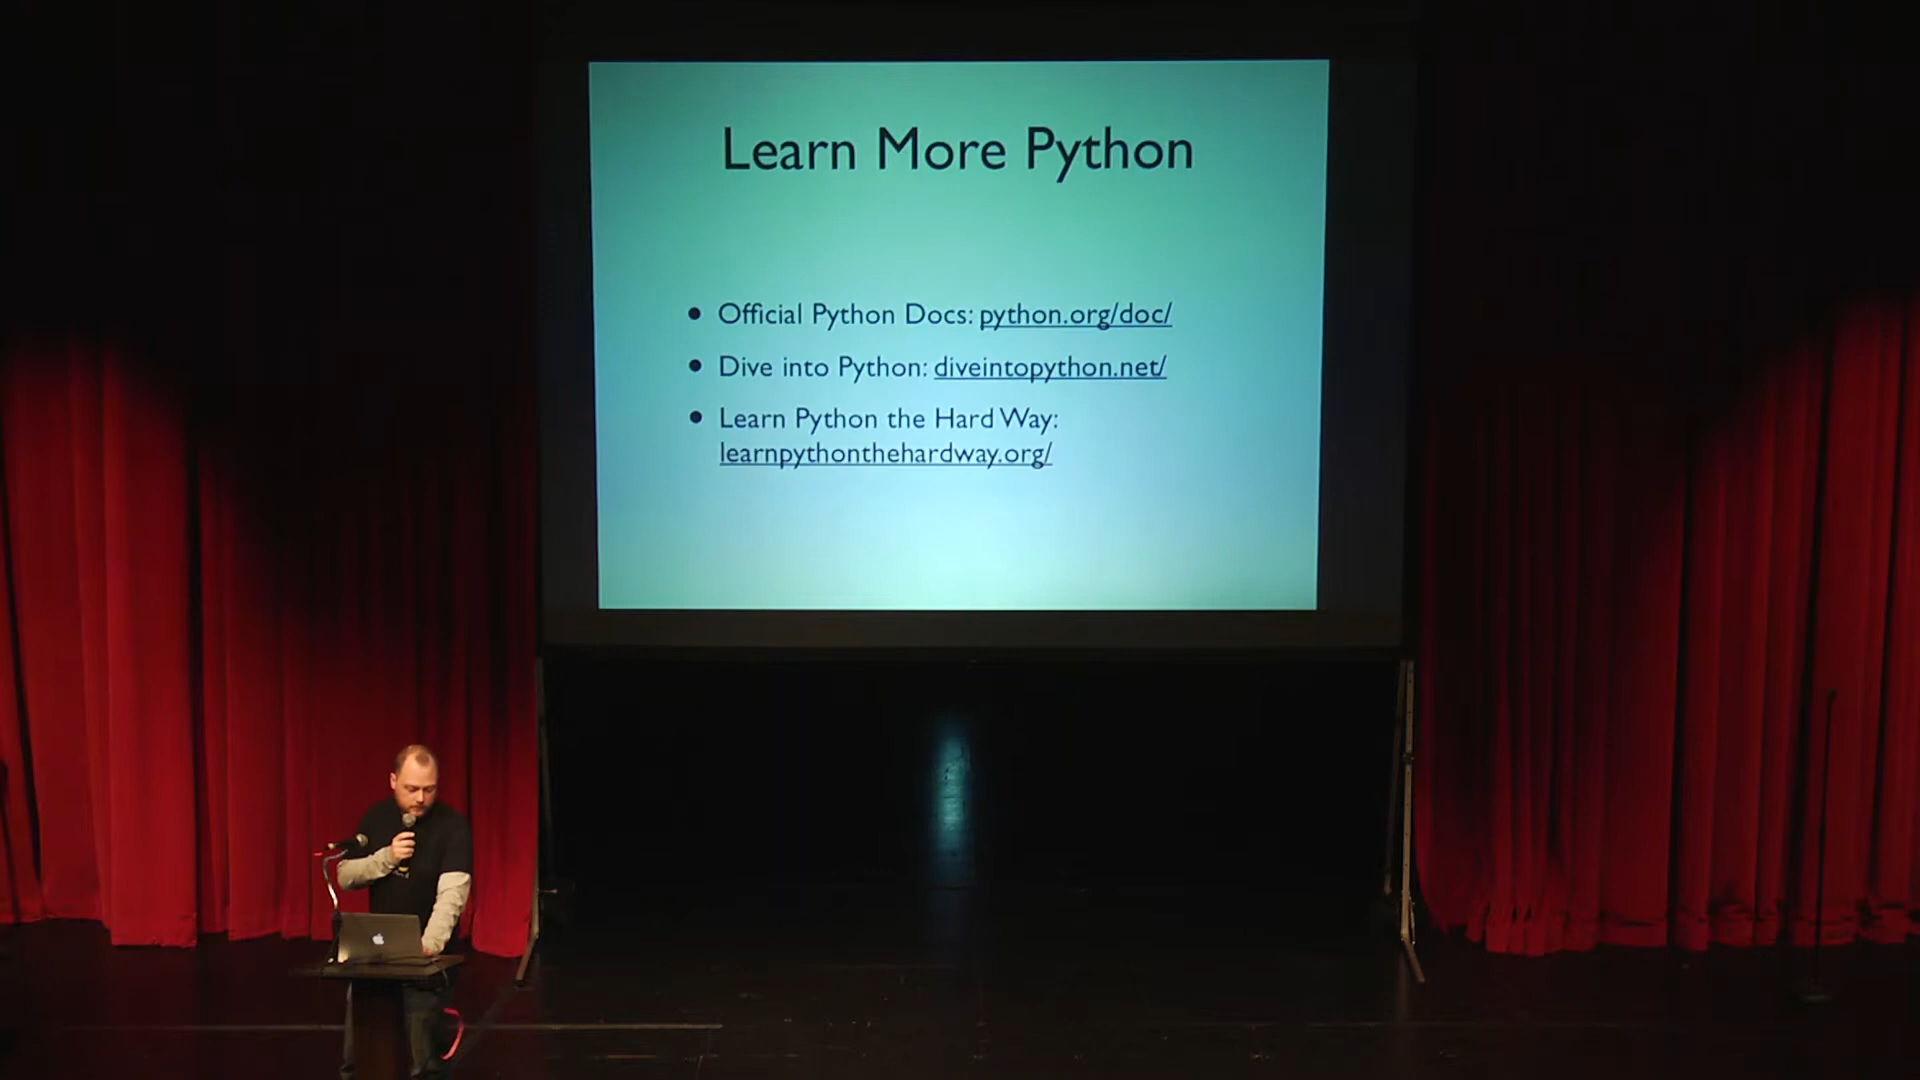 Learn More Python
• Official Python Docs: python.org/doc/
• Dive into Python: diveintopython.net/
• Learn Python the Hard Way:
learnpythonthehardway.org/